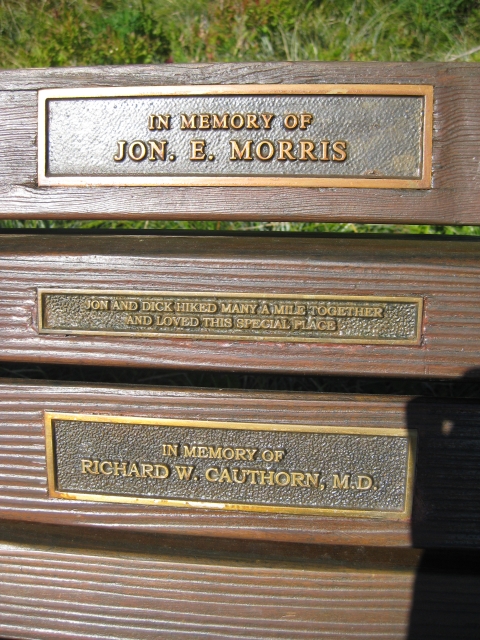 IN MEMORY OF
JON. E. MORRIS
JON AND DICK HIKED MANY A MILE TOGETHER
AND LOVED THIS SPECIAL PLACE
IN MEMORY OF
RICHARD W. CAUTHORN, M.D.